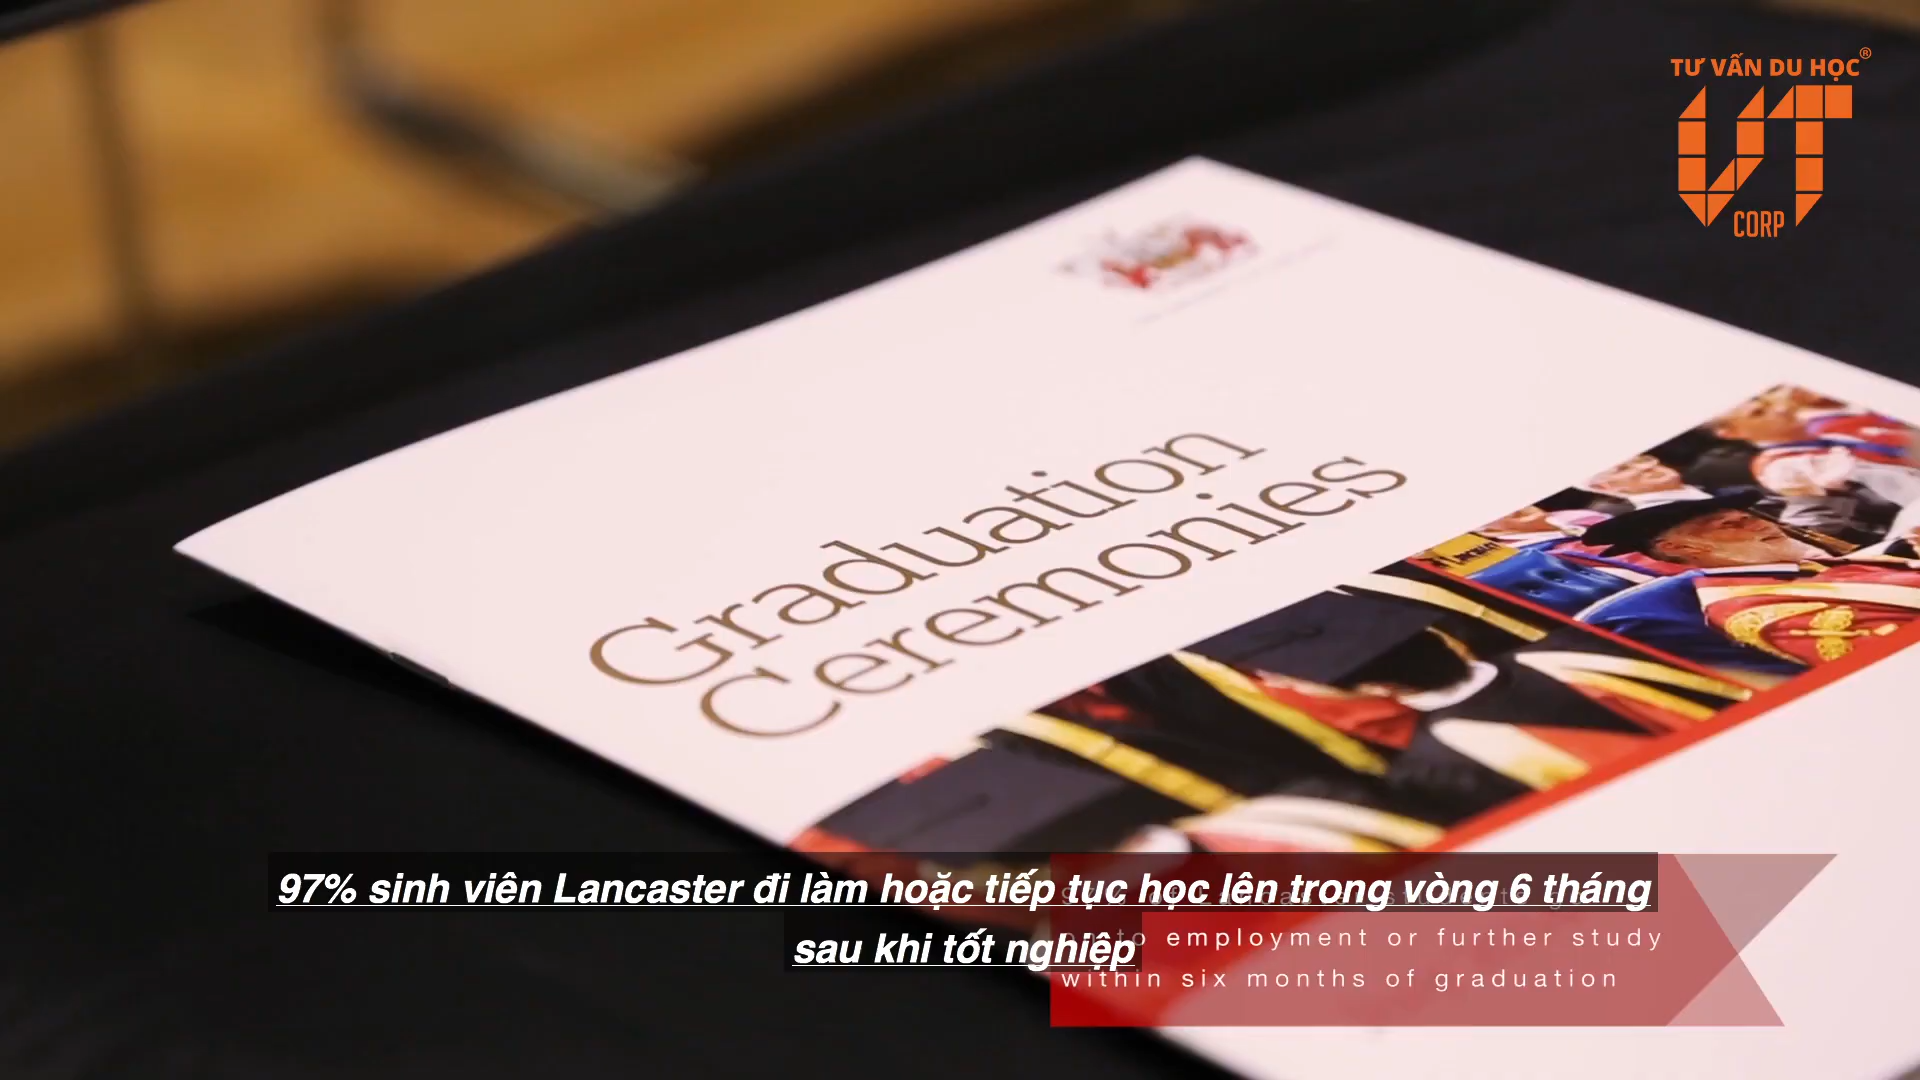 TƯ VẤN DU HỌC®
VT
CORP
Graduation
Ceremonies
97% sinh viên Lancaster đi làm hoặc tiếp tục học lên trong vòng 6 tháng
sau khi tốt nghiệp
employment or further study
within six months of graduation